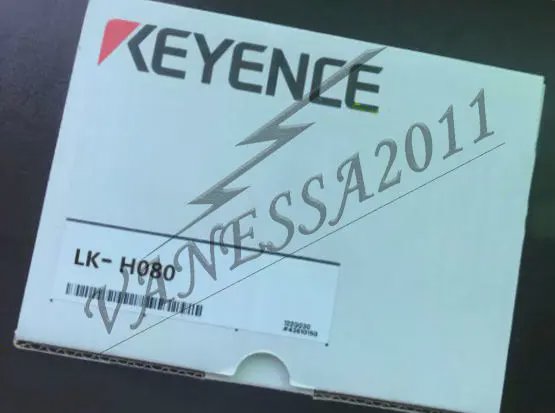 KEYENCE
VANESSA2011
LK- H080